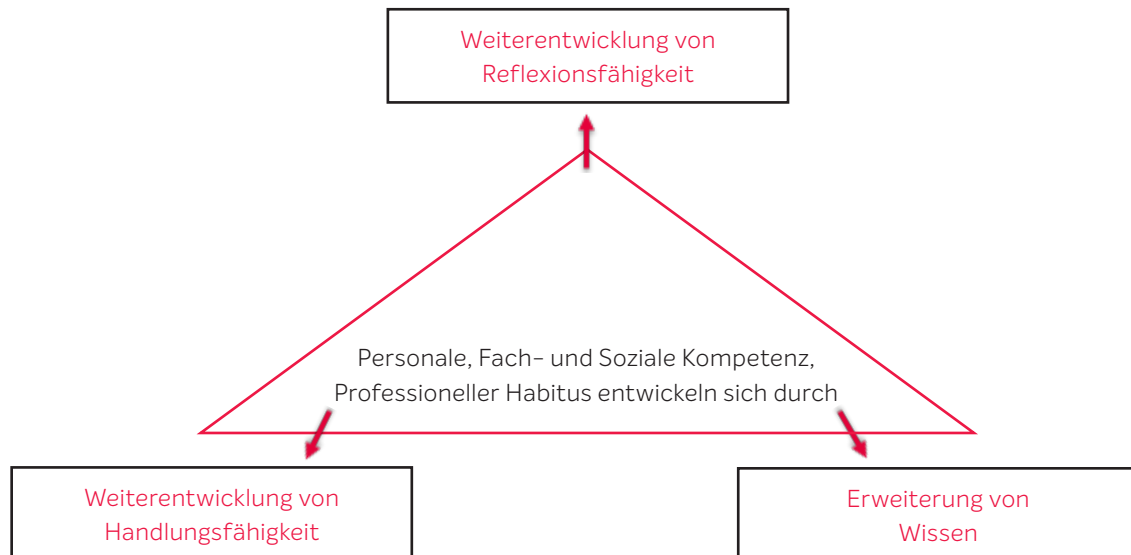 Weiterentwicklung von
Reflexionsfähigkeit
Personale, Fach- und Soziale Kompetenz,
Professioneller Habitus entwickeln sich durch
Weiterentwicklung von
Handlungsfähigkeit
Erweiterung von
Wissen